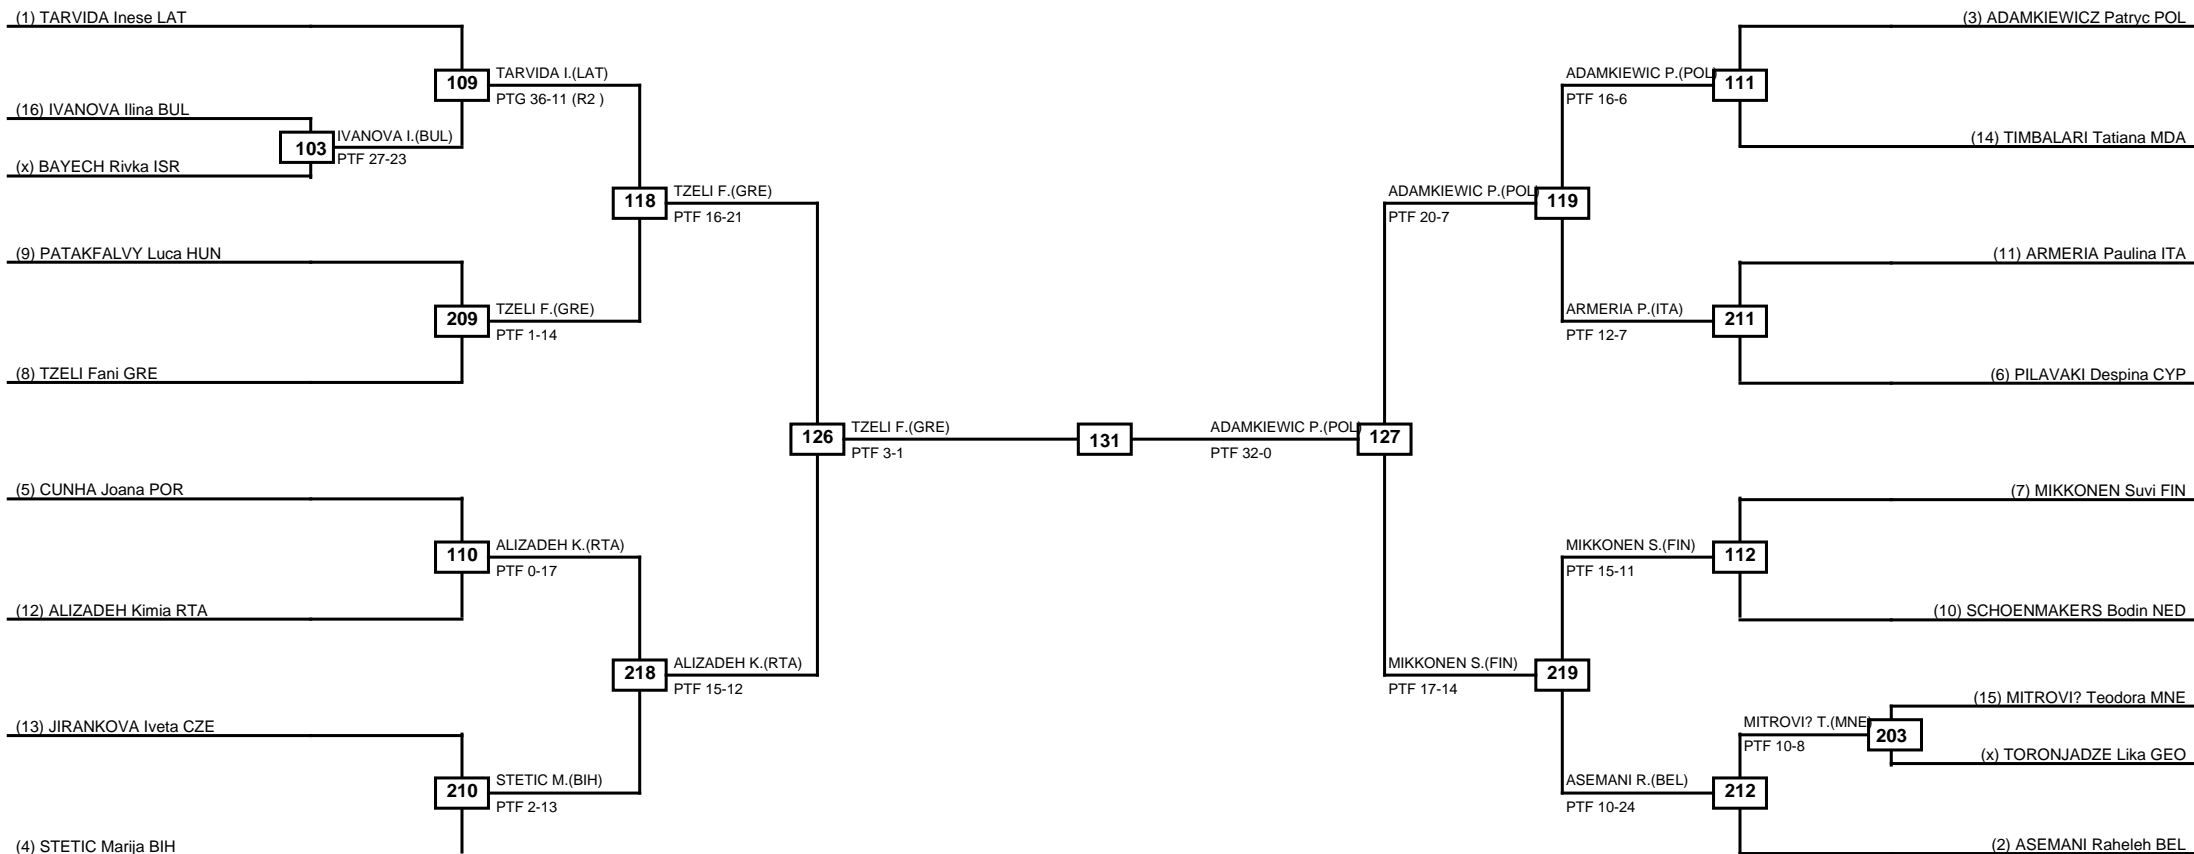 (1) TARVIDA Inese LAT
109
TARVIDA I.(LAT)
PTG 36-11 (R2 )
(16) IVANOVA Ilina BUL
103
IVANOVA I.(BUL)
PTF 27-23
(x) BAYECH Rivka ISR
118
TZELI F.(GRE)
PTF 16-21
(9) PATAKFALVY Luca HUN
209
TZELI F.(GRE)
PTF 1-14
(8) TZELI Fani GRE
126
TZELI F.(GRE)
PTF 3-1
(5) CUNHA Joana POR
110
ALIZADEH K.(RTA)
PTF 0-17
(12) ALIZADEH Kimia RTA
218
ALIZADEH K.(RTA)
PTF 15-12
(13) JIRANKOVA Iveta CZE
210
STETIC M.(BIH)
PTF 2-13
(4) STETIC Marija BIH
131
(3) ADAMKIEWICZ Patryc POL
ADAMKIEWIC P.(POL)
111
PTF 16-6
(14) TIMBALARI Tatiana MDA
ADAMKIEWIC P.(POL)
119
PTF 20-7
(11) ARMERIA Paulina ITA
ARMERIA P.(ITA)
211
PTF 12-7
(6) PILAVAKI Despina CYP
ADAMKIEWIC P.(POL)
127
PTF 32-0
(7) MIKKONEN Suvi FIN
MIKKONEN S.(FIN)
112
PTF 15-11
(10) SCHOENMAKERS Bodin NED
MIKKONEN S.(FIN)
219
PTF 17-14
(15) MITROVI? Teodora MNE
MITROVI? T.(MNE)
203
PTF 10-8
(x) TORONJADZE Lika GEO
ASEMANI R.(BEL)
212
PTF 10-24
(2) ASEMANI Raheleh BEL